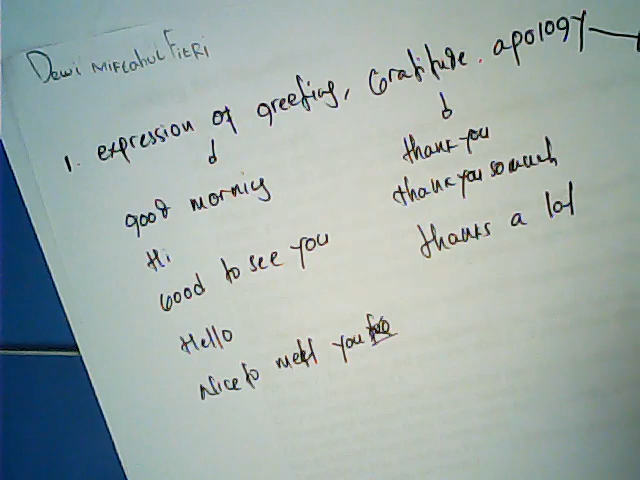 Dewi Miftahul Fitri
1. expression of greeting, Gratitude. apology
good morning
Hi
Good to see you
Hello
Nice to meet you
thank you
thank you so much
thanks a lot